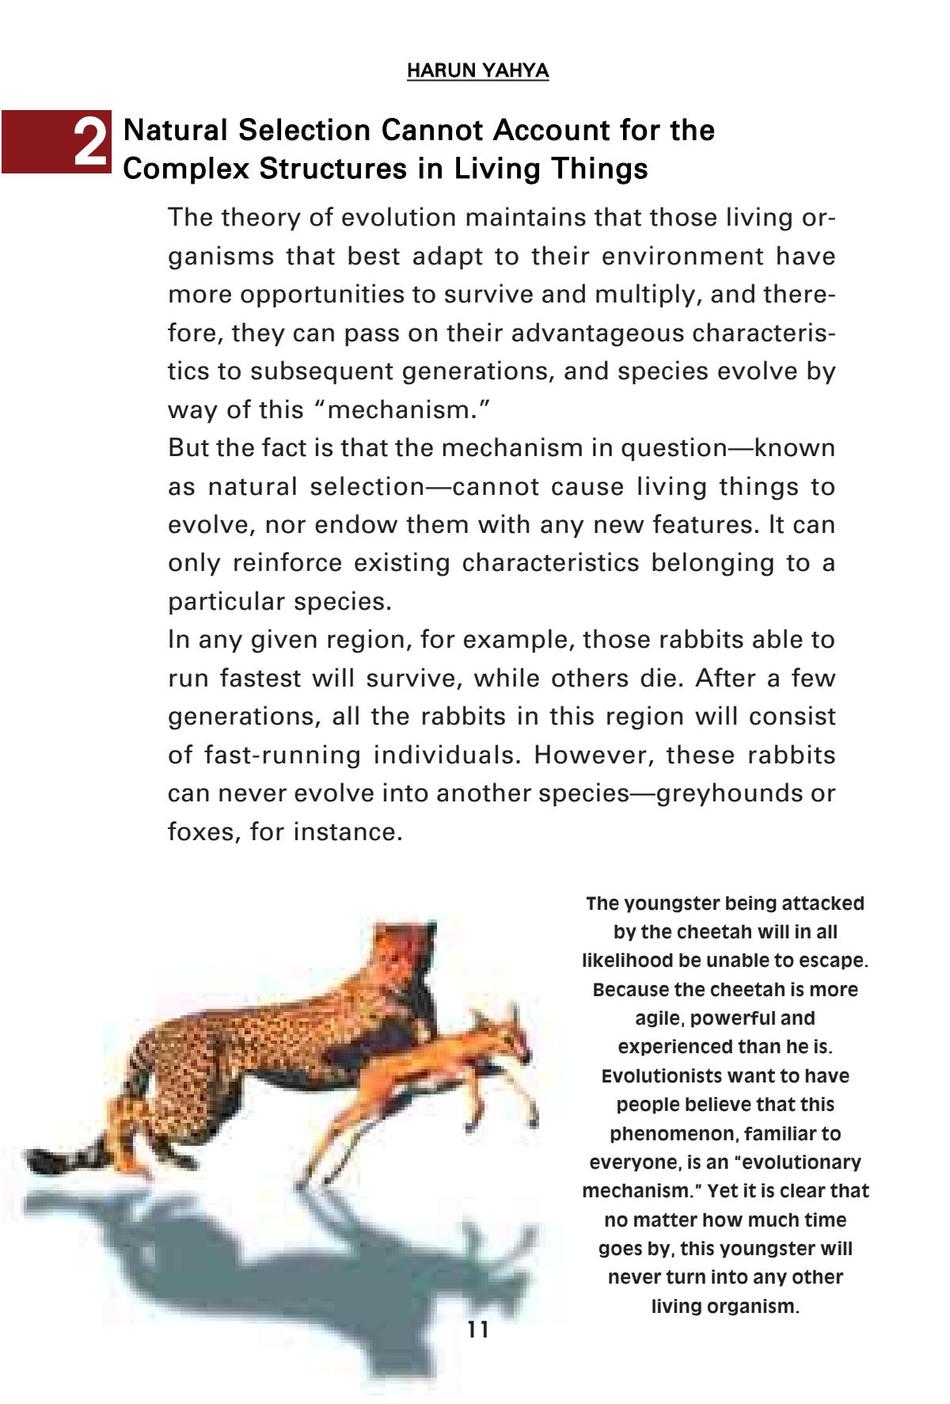 HARUN YAHYA
2
Natural Selection Cannot Account for the
Complex Structures in Living Things
The theory of evolution maintains that those living or-
ganisms that best adapt to their environment have
more opportunities to survive and multiply, and there-
fore, they can pass on their advantageous characteris-
tics to subsequent generations, and species evolve by
way of this “mechanism.”
But the fact is that the mechanism in question—known
as natural selection—cannot cause living things to
evolve, nor endow them with any new features. It can
only reinforce existing characteristics belonging to a
particular species.
In any given region, for example, those rabbits able to
run fastest will survive, while others die. After a few
generations, all the rabbits in this region will consist
of fast-running individuals. However, these rabbits
can never evolve into another species—greyhounds or
foxes, for instance.
The youngster being attacked
by the cheetah will in all
likelihood be unable to escape.
Because the cheetah is more
agile, powerful and
experienced than he is.
Evolutionists want to have
people believe that this
phenomenon, familiar to
everyone, is an "evolutionary
mechanism." Yet it is clear that
no matter how much time
goes by, this youngster will
never turn into any other
living organism.
11